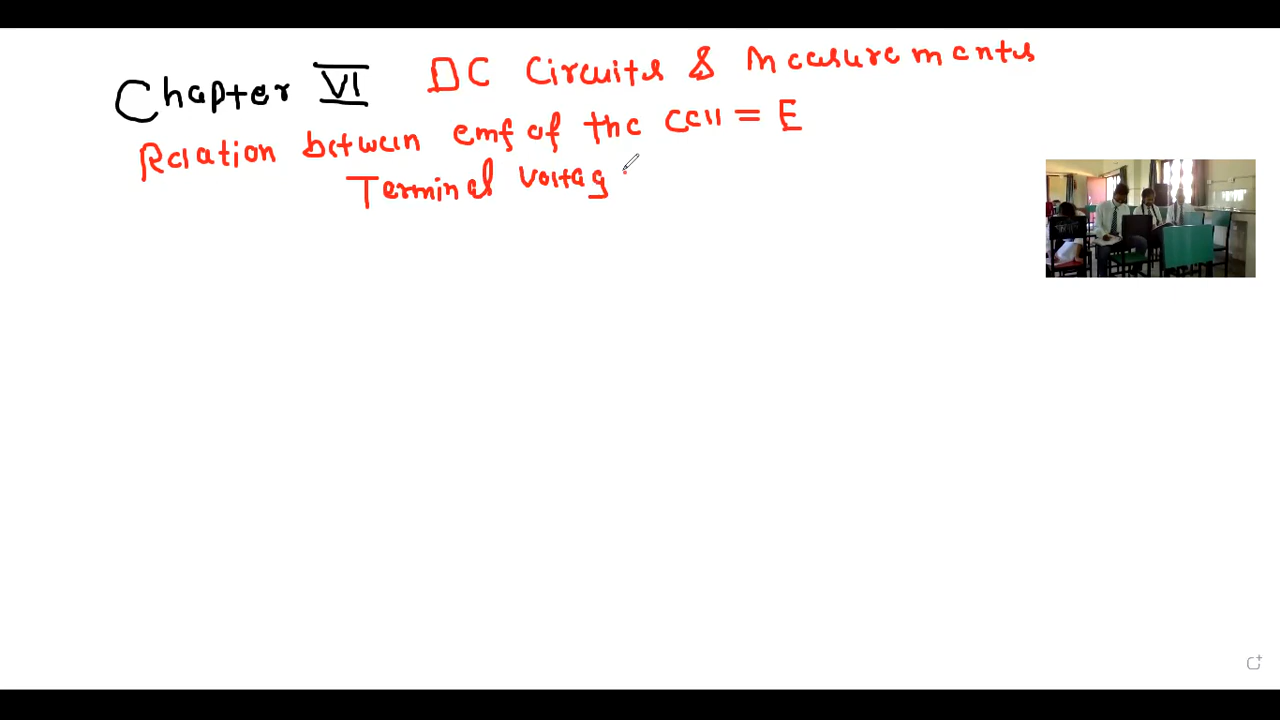 Chapter VI DC Circuits & Measurements
Relation between emf of the cell = E
Terminal voltag